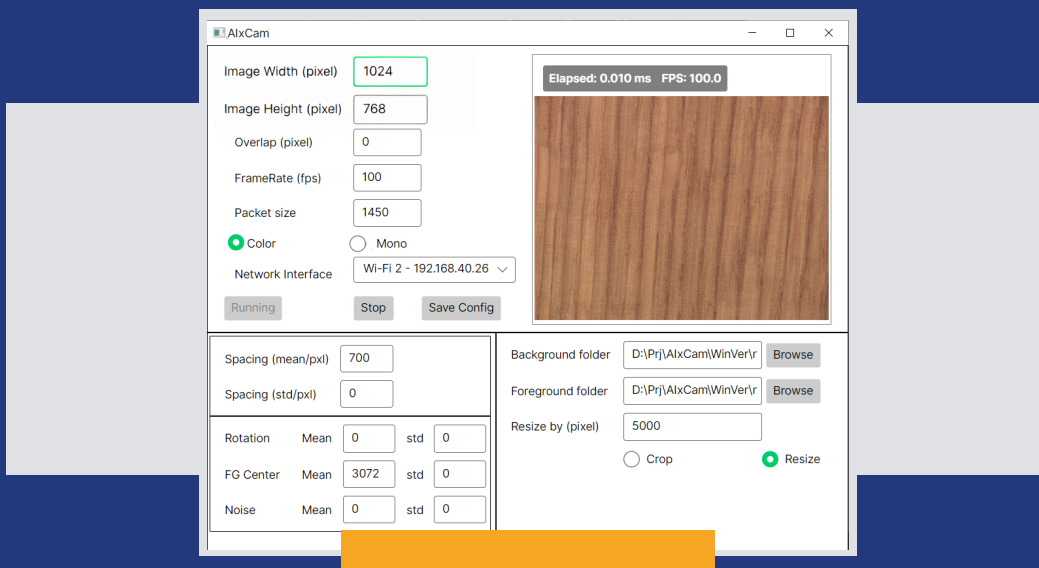 AIxCam
Image Width (pixel) 1024
Image Height (pixel) 768
Overlap (pixel) 0
FrameRate (fps) 100
Packet size 1450
Color Mono
Network Interface Wi-Fi 2 - 192.168.40.26
Running Stop Save Config
Elapsed: 0.010 ms FPS: 100.0
Spacing (mean/pxl) 700
Spacing (std/pxl) 0
Rotation Mean 0 std 0
FG Center Mean 3072 std 0
Noise Mean 0 std 0
Background folder D:\Prj\AIxCam\WinVer\r Browse
Foreground folder D:\Prj\AIxCam\WinVer\r Browse
Resize by (pixel) 5000
Crop Resize